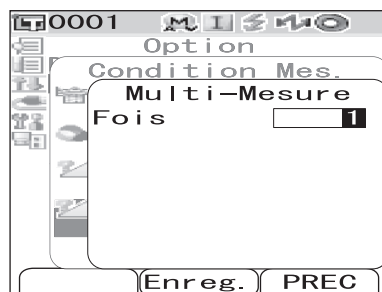 0001 M I
Option
Condition Mes.
Multi-Mesure
Fois 1
Enreg. PREC